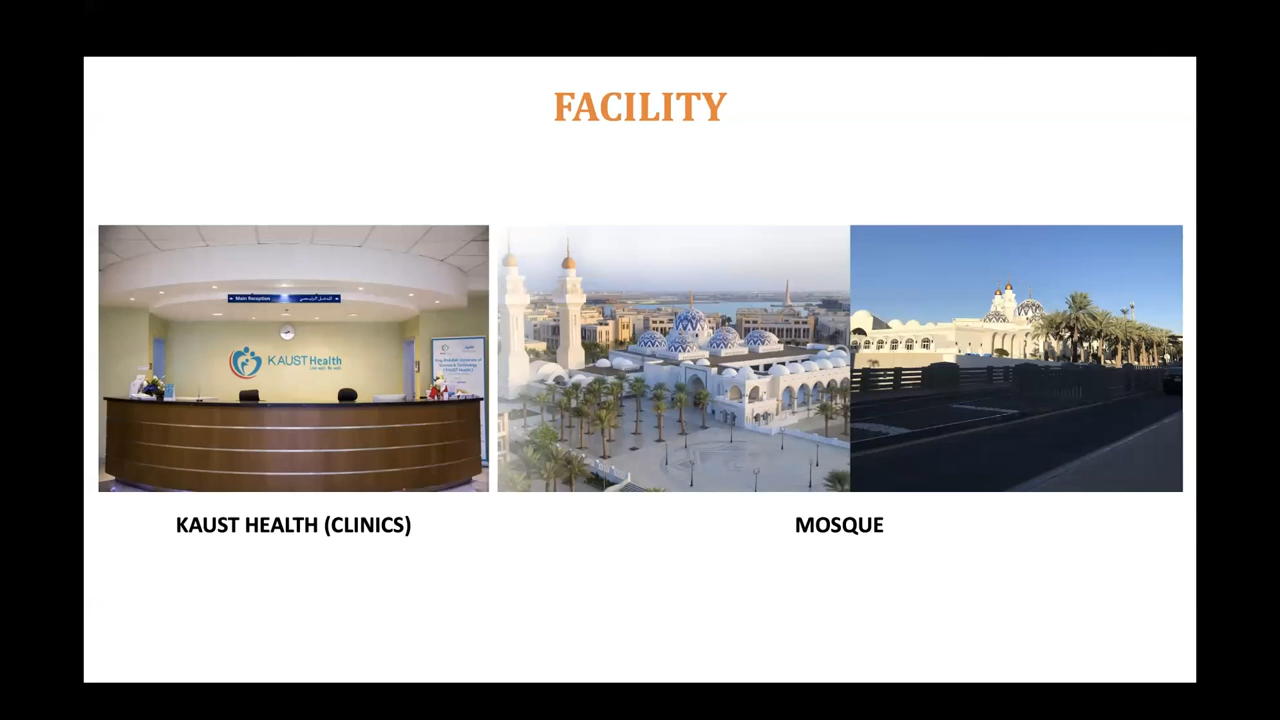 FACILITY
Main Reception
KAUST Health
KAUST HEALTH (CLINICS)
MOSQUE